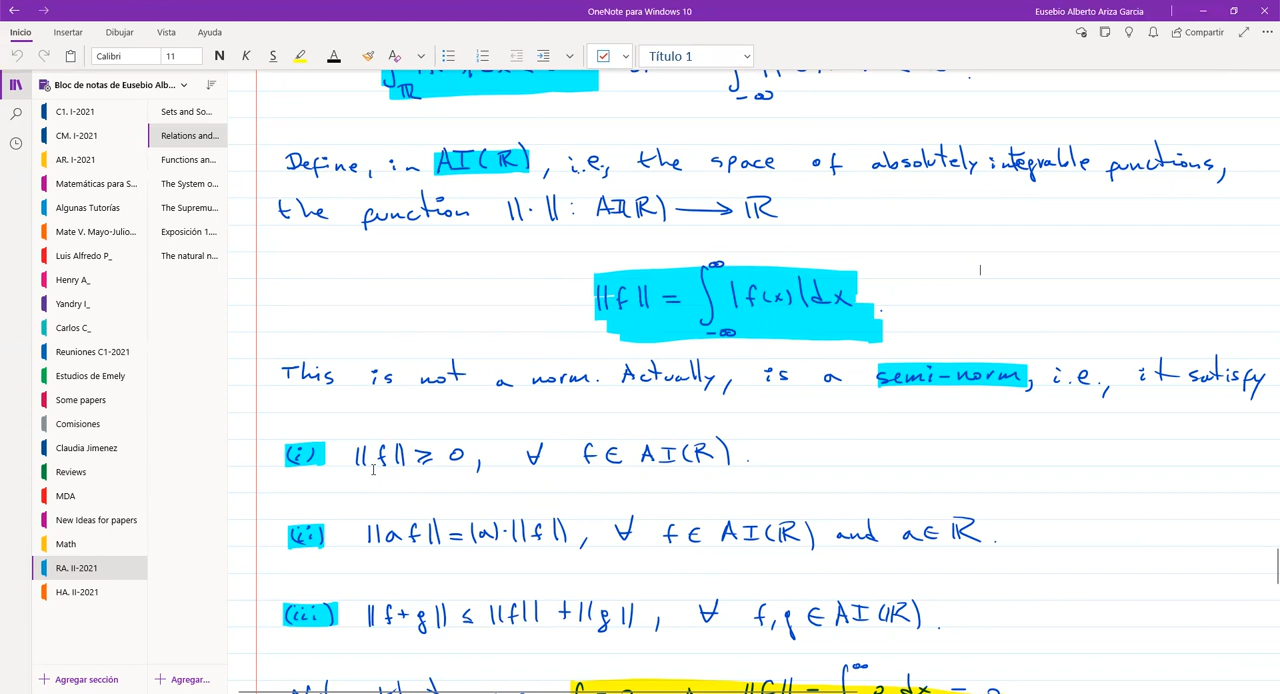 OneNote para Windows 10
Eusebio Alberto Ariza Garcia
Inicio Insertar Dibujar Vista Ayuda
Compartir
Calibri 11 N K S A Título 1
Bloc de notas de Eusebio Alb...
C1. I-2021
CM. I-2021
AR. I-2021
Matemáticas para S...
Algunas Tutorías
Mate V. Mayo-Julio...
Luis Alfredo P_
Henry A_
Yandry I_
Carlos C_
Reuniones C1-2021
Estudios de Emely
Some papers
Comisiones
Claudia Jimenez
Reviews
MDA
New Ideas for papers
Math
RA. II-2021
HA. II-2021
Agregar sección
Sets and So...
Relations and...
Functions an...
The System o...
The Supremu...
Exposición 1....
The natural n...
Agregar...
Define, in AI(ℝ), i.e, the space of absolutely integrable functions,
the function ||·|| : AI(ℝ) ⟶ ℝ
||f|| = ∫_{-∞}^{∞} |f(x)|dx.
This is not a norm. Actually, is a semi-norm, i.e., it satisfy
(i) ||f|| ⩾ 0, ∀ f ∈ AI(ℝ).
(ii) ||af|| = |a|·||f||, ∀ f ∈ AI(ℝ) and a ∈ ℝ.
(iii) ||f+g|| ≤ ||f|| + ||g||, ∀ f, g ∈ AI(ℝ).